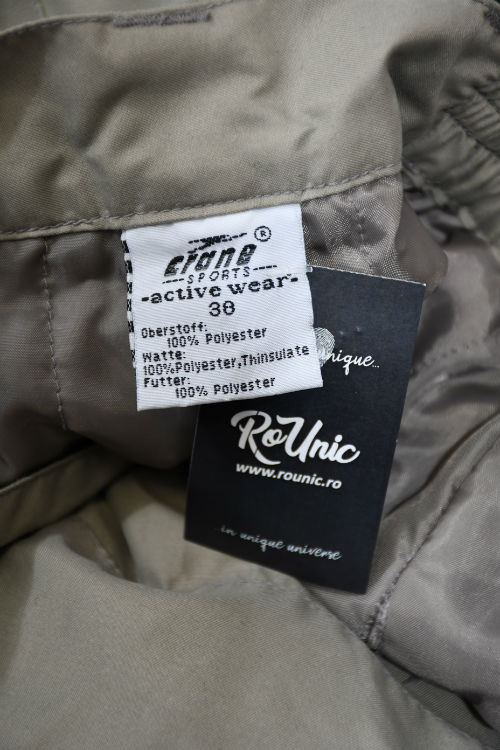 crane®
SPORTS
-active wear-
38
Oberstoff:
100% Polyester
Watte:
100%Polyester,Thinsulate
Futter:
100% Polyester
unique...
RoUnic
www.rounic.ro
...in unique universe